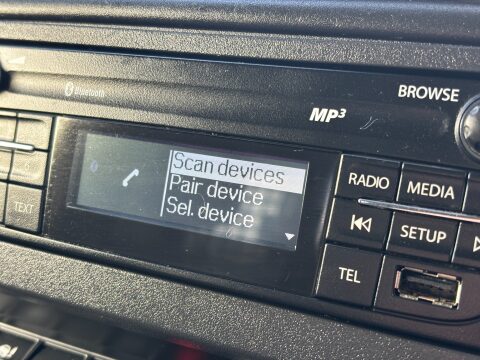 Bluetooth
BROWSE
MP3
Scan devices
Pair device
Sel. device
RADIO
MEDIA
TEXT
SETUP
TEL